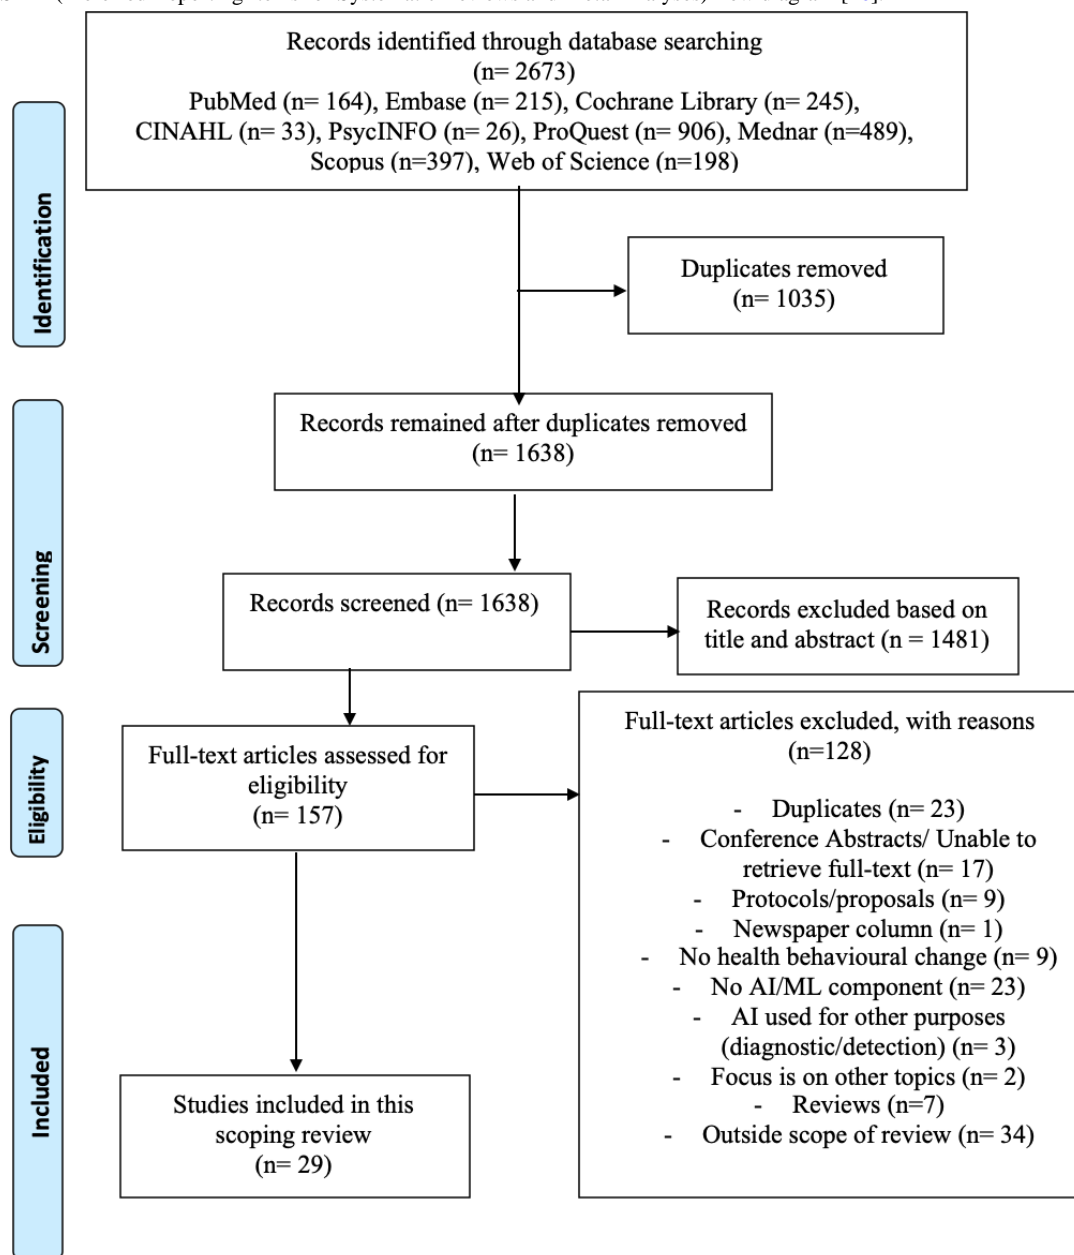 Records identified through database searching
(n= 2673)
PubMed (n= 164), Embase (n= 215), Cochrane Library (n= 245),
CINAHL (n= 33), PsycINFO (n= 26), ProQuest (n= 906), Mednar (n=489),
Scopus (n=397), Web of Science (n=198)
Identification
Duplicates removed
(n= 1035)
Records remained after duplicates removed
(n= 1638)
Screening
Records screened (n= 1638)
Records excluded based on
title and abstract (n = 1481)
Eligibility
Full-text articles assessed for
eligibility
(n= 157)
Full-text articles excluded, with reasons
(n=128)
- Duplicates (n= 23)
- Conference Abstracts/ Unable to
retrieve full-text (n= 17)
- Protocols/proposals (n= 9)
- Newspaper column (n= 1)
- No health behavioural change (n= 9)
- No AI/ML component (n= 23)
- AI used for other purposes
(diagnostic/detection) (n= 3)
- Focus is on other topics (n= 2)
- Reviews (n=7)
- Outside scope of review (n= 34)
Included
Studies included in this
scoping review
(n= 29)